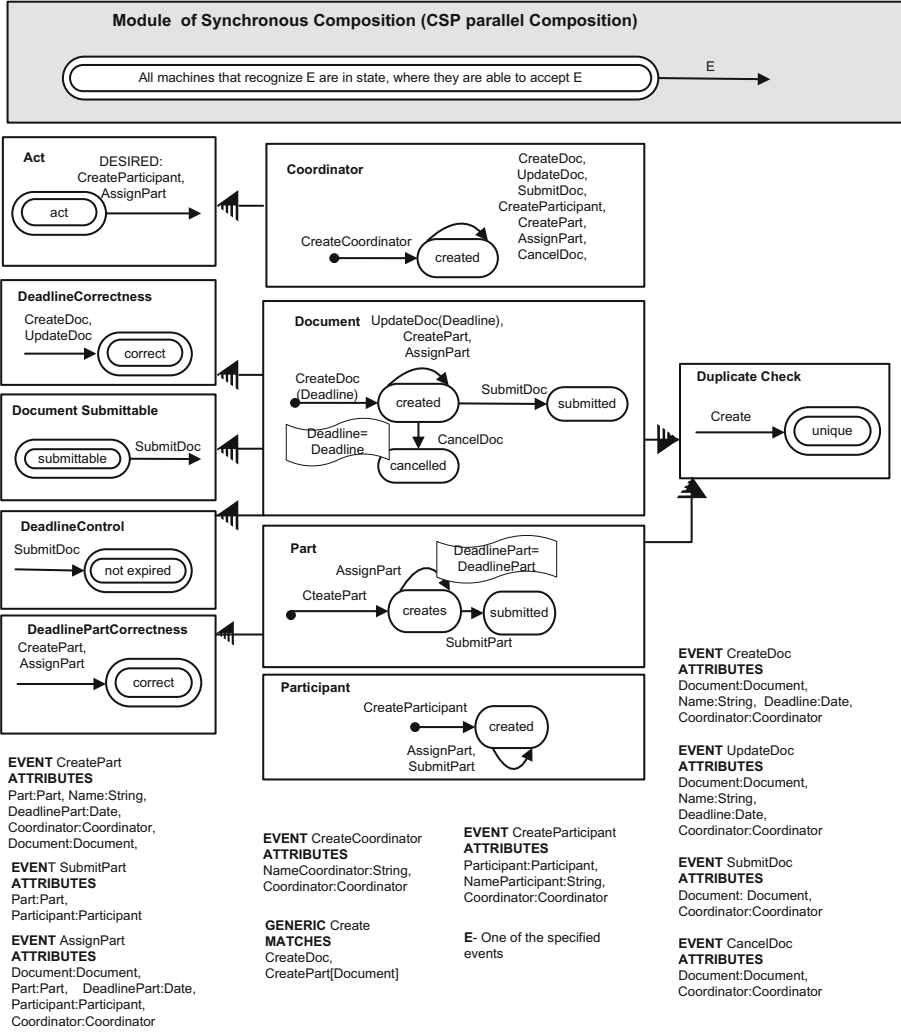 Module of Synchronous Composition (CSP parallel Composition)
All machines that recognize E are in state, where they are able to accept E
E
Act
DESIRED:
CreateParticipant,
AssignPart
act
Coordinator
CreateDoc,
UpdateDoc,
SubmitDoc,
CreateParticipant,
CreatePart,
AssignPart,
CancelDoc,
CreateCoordinator
created
DeadlineCorrectness
CreateDoc,
UpdateDoc
correct
Document
UpdateDoc(Deadline),
CreatePart,
AssignPart
CreateDoc
(Deadline)
created
SubmitDoc
submitted
Deadline=
Deadline
CancelDoc
cancelled
Duplicate Check
Create
unique
Document Submittable
submittable
SubmitDoc
DeadlineControl
SubmitDoc
not expired
Part
DeadlinePart=
DeadlinePart
AssignPart
CteatePart
creates
submitted
SubmitPart
DeadlinePartCorrectness
CreatePart,
AssignPart
correct
Participant
CreateParticipant
created
AssignPart,
SubmitPart
EVENT CreatePart
ATTRIBUTES
Part:Part, Name:String,
DeadlinePart:Date,
Coordinator:Coordinator,
Document:Document,
EVENT SubmitPart
ATTRIBUTES
Part:Part,
Participant:Participant
EVENT AssignPart
ATTRIBUTES
Document:Document,
Part:Part, DeadlinePart:Date,
Participant:Participant,
Coordinator:Coordinator
EVENT CreateCoordinator
ATTRIBUTES
NameCoordinator:String,
Coordinator:Coordinator
GENERIC Create
MATCHES
CreateDoc,
CreatePart[Document]
EVENT CreateParticipant
ATTRIBUTES
Participant:Participant,
NameParticipant:String,
Coordinator:Coordinator
E- One of the specified
events
EVENT CreateDoc
ATTRIBUTES
Document:Document,
Name:String, Deadline:Date,
Coordinator:Coordinator
EVENT UpdateDoc
ATTRIBUTES
Document:Document,
Name:String,
Deadline:Date,
Coordinator:Coordinator
EVENT SubmitDoc
ATTRIBUTES
Document: Document,
Coordinator:Coordinator
EVENT CancelDoc
ATTRIBUTES
Document:Document,
Coordinator:Coordinator